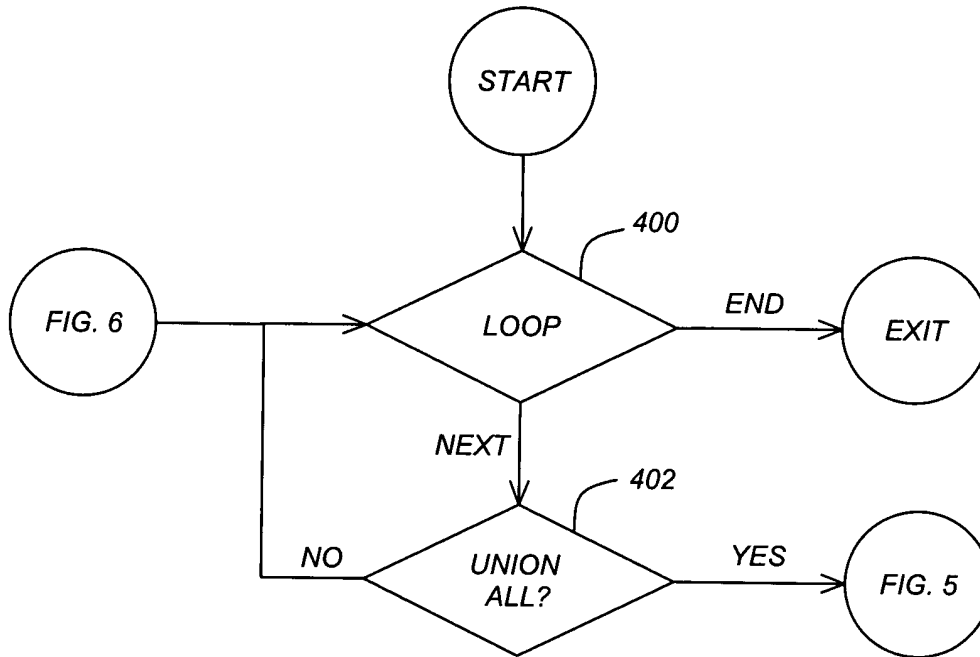 START
400
FIG. 6
LOOP
END
EXIT
NEXT
402
NO
UNION
ALL?
YES
FIG. 5